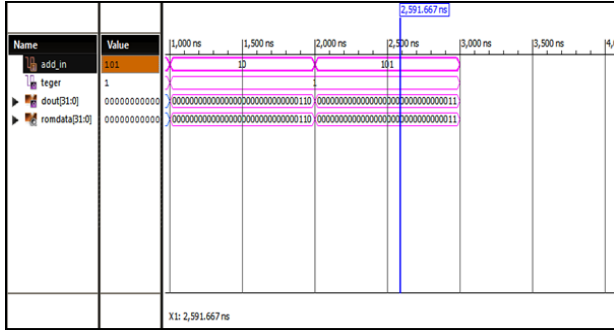 2,591.667 ns
Name Value 1,000 ns 1,500 ns 2,000 ns 2,500 ns 3,000 ns 3,500 ns 4,
add_in 101 10 101
teger 1 1
dout[31:0] 00000000000 00000000000000000000000000000110 00000000000000000000000000000011
romdata[31:0] 00000000000 00000000000000000000000000000110 00000000000000000000000000000011
X1: 2,591.667 ns